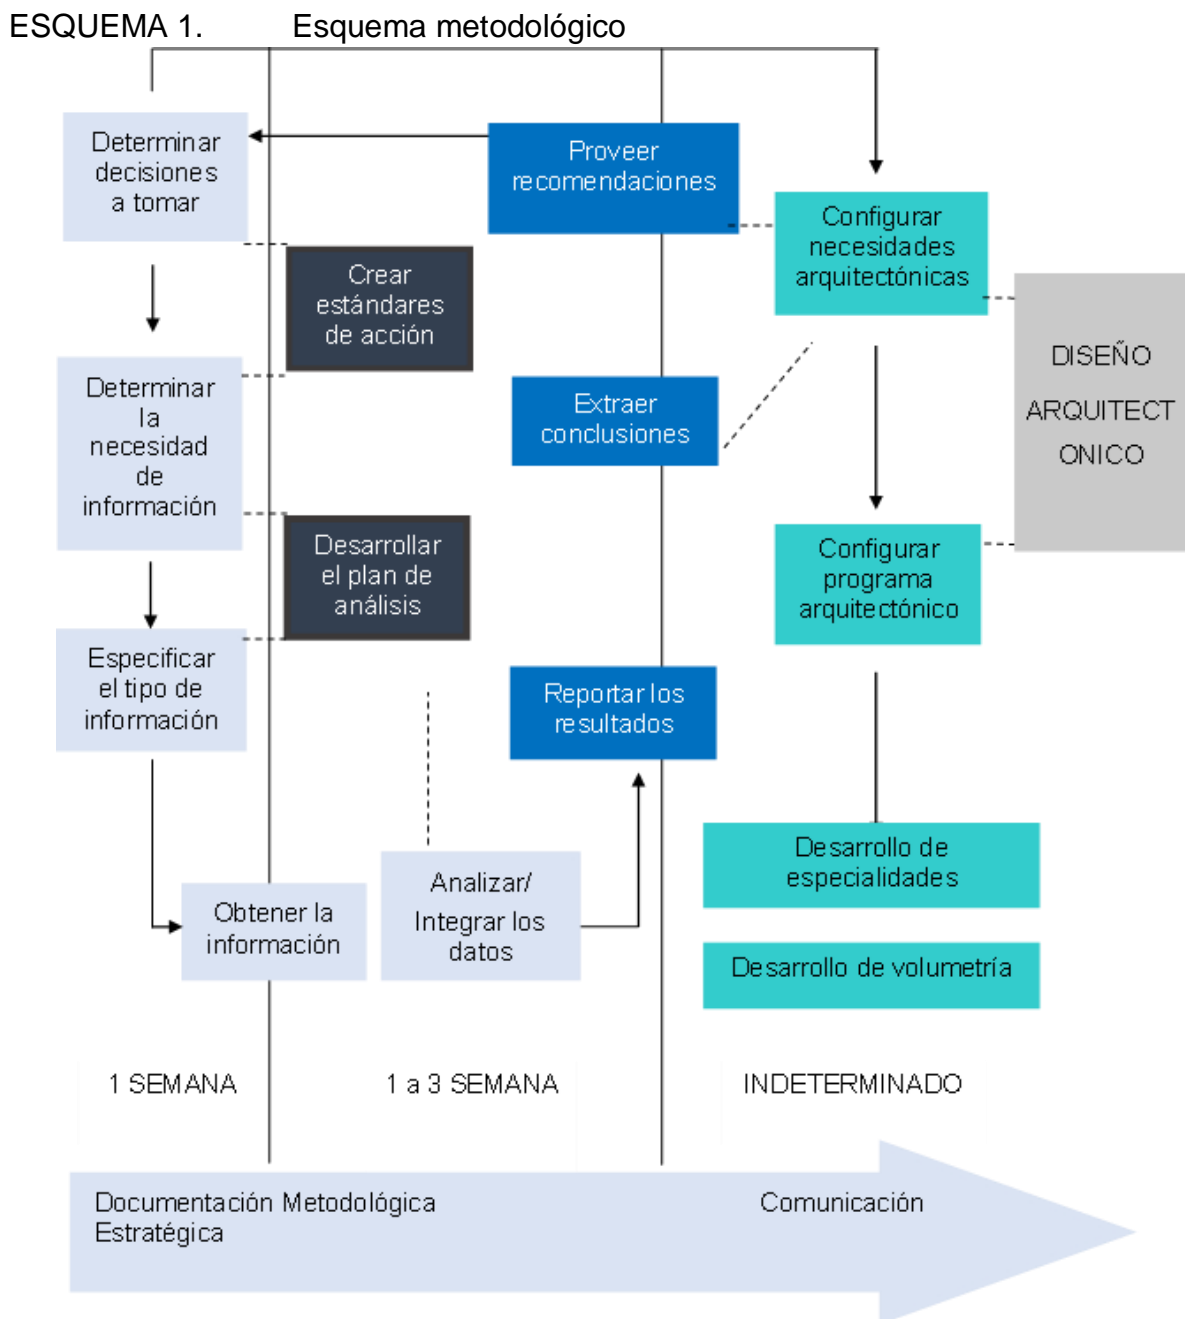 ESQUEMA 1. Esquema metodológico
Determinar
decisiones
a tomar
Proveer
recomendaciones
Configurar
necesidades
arquitectónicas
Crear
estándares
de acción
DISEÑO
ARQUITECT
ONICO
Determinar
la
necesidad
de
información
Extraer
conclusiones
Desarrollar
el plan de
análisis
Configurar
programa
arquitectónico
Especificar
el tipo de
información
Reportar los
resultados
Desarrollo de
especialidades
Analizar/
Integrar los
datos
Obtener la
información
Desarrollo de volumetría
1 SEMANA
1 a 3 SEMANA
INDETERMINADO
Documentación Metodológica
Estratégica
Comunicación